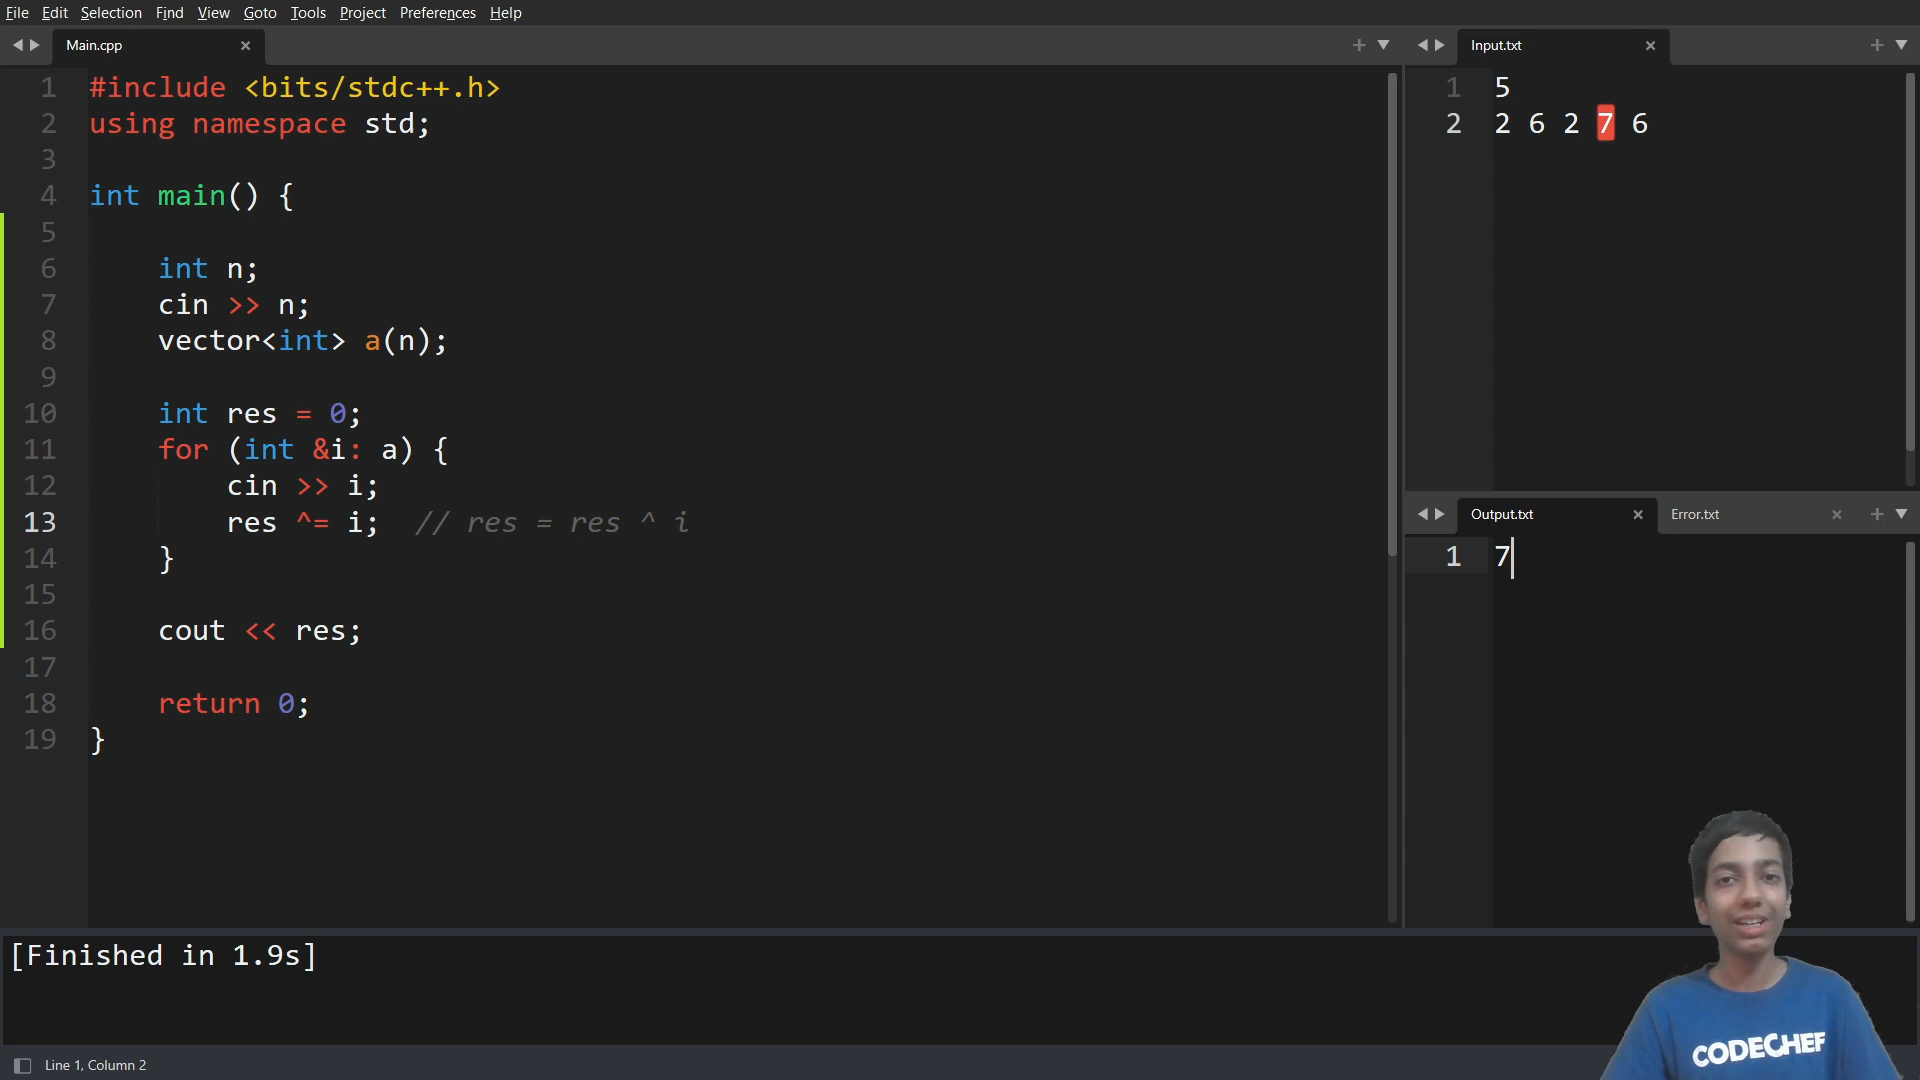 File Edit Selection Find View Goto Tools Project Preferences Help
Main.cpp
1 #include <bits/stdc++.h>
2 using namespace std;
3
4 int main() {
5
6 int n;
7 cin >> n;
8 vector<int> a(n);
9
10 int res = 0;
11 for (int &i: a) {
12 cin >> i;
13 res ^= i; // res = res ^ i
14 }
15
16 cout << res;
17
18 return 0;
19 }
Input.txt
1 5
2 2 6 2 7 6
Output.txt Error.txt
1 7
[Finished in 1.9s]
CODECHEF
Line 1, Column 2